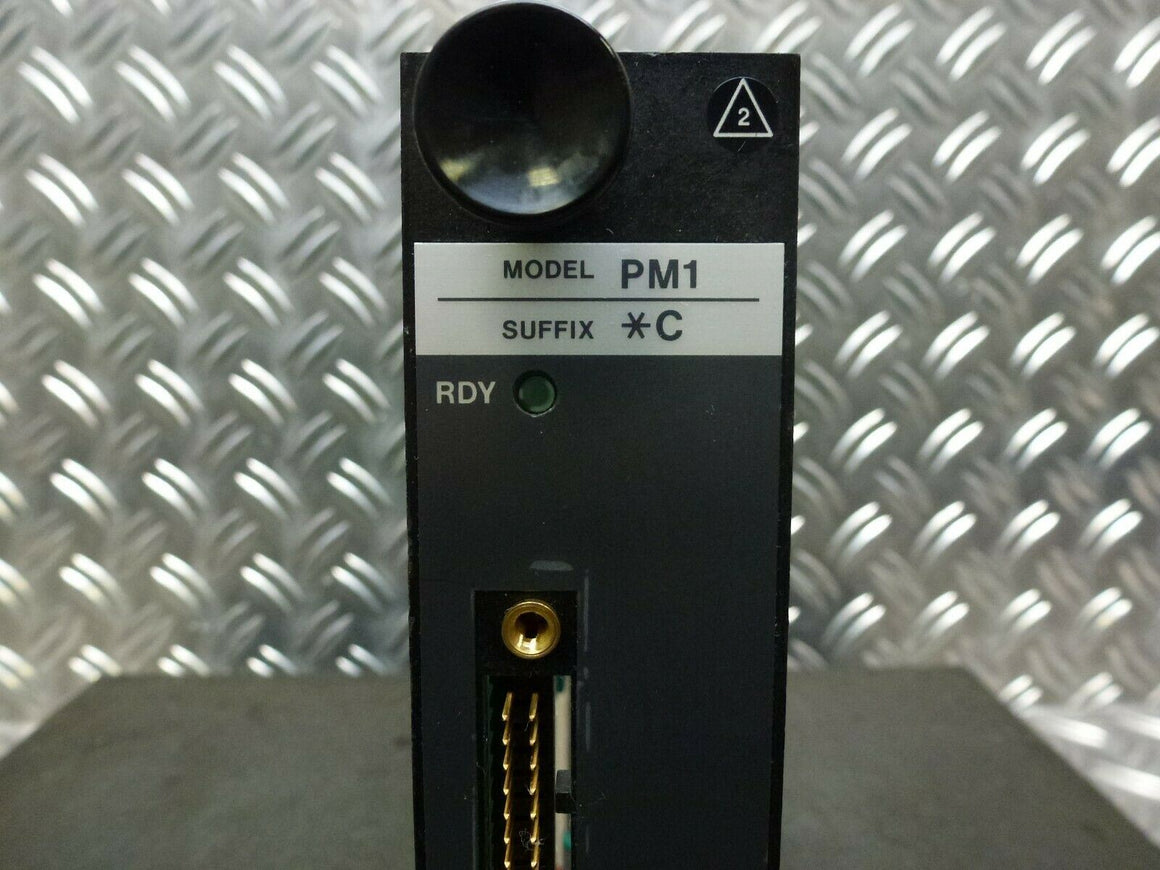 2
MODEL PM1
SUFFIX *C
RDY